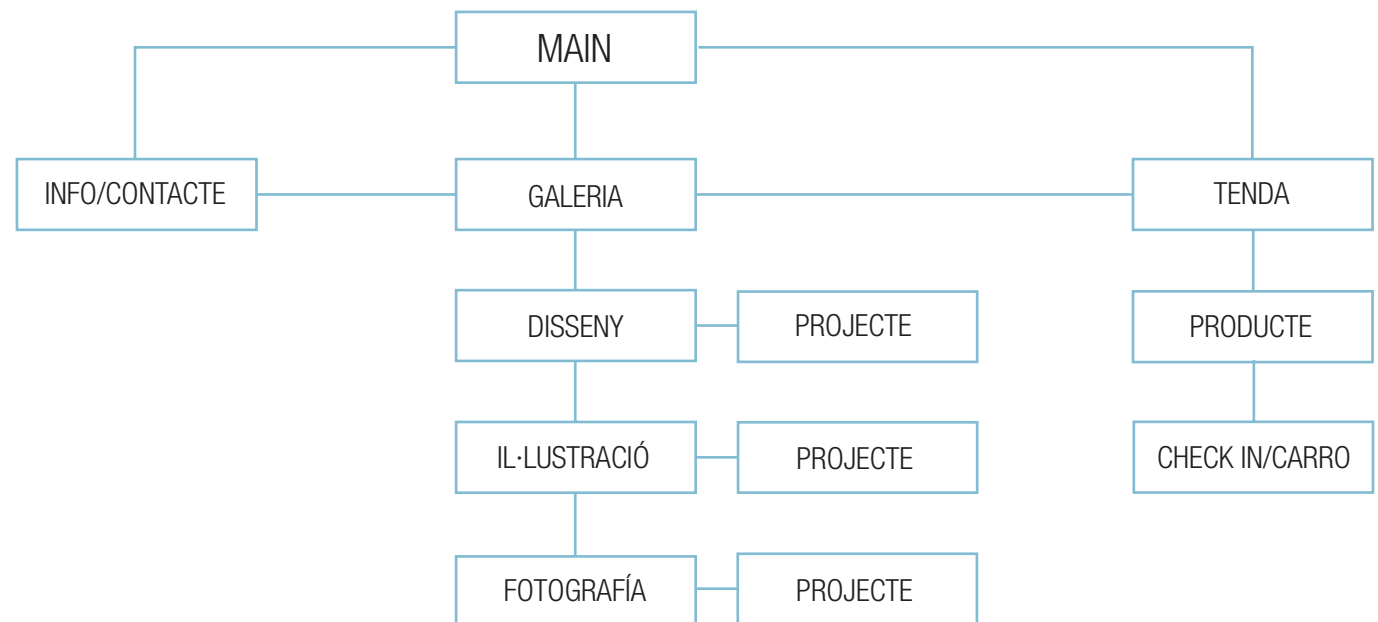 MAIN
INFO/CONTACTE
GALERIA
TENDA
DISSENY
PROJECTE
PRODUCTE
IL·LUSTRACIÓ
PROJECTE
CHECK IN/CARRO
FOTOGRAFÍA
PROJECTE